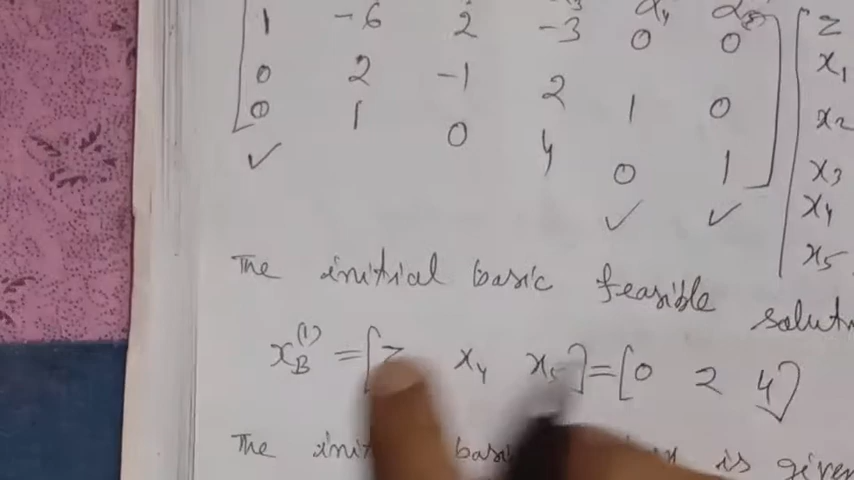 1 -6 2 -3 0 0 z
0 2 -1 2 1 0 x1
0 1 0 4 0 1 x2
✓ ✓ ✓ x3
x4
x5
The initial basic feasible
x_B^(1) = [z x4 x5] = [0 2 4]
The is